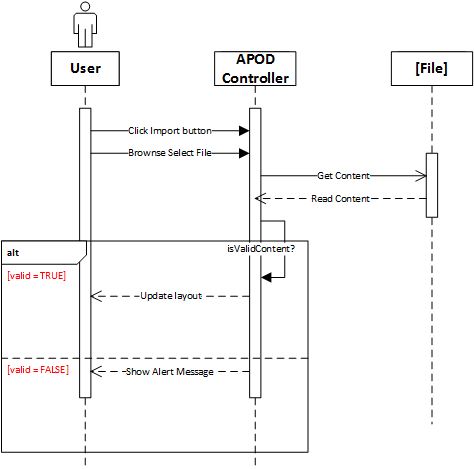 User
APOD
Controller
[File]
Click Import button
Brownse Select File
Get Content
Read Content
isValidContent?
alt
[valid = TRUE]
Update layout
[valid = FALSE]
Show Alert Message